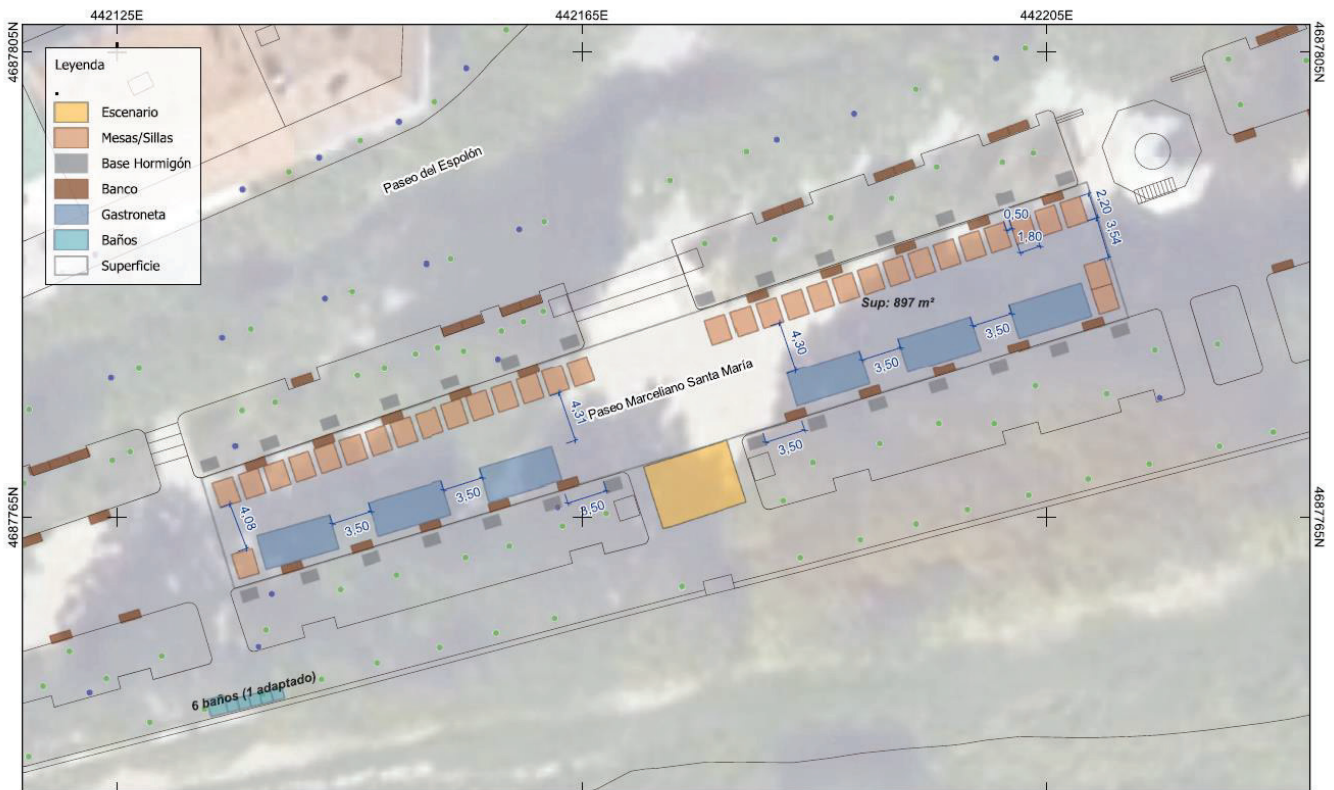 442125E
442165E
442205E
4687805N
4687805N
Leyenda
Escenario
Mesas/Sillas
Base Hormigón
Banco
Gastroneta
Baños
Superficie
Paseo del Espolón
2,20
0,50
3,54
1,80
Sup: 897 m²
3,50
4,30
3,50
Paseo Marceliano Santa María
4,31
3,50
3,50
3,50
4,08
3,50
4687765N
4687765N
6 baños (1 adaptado)